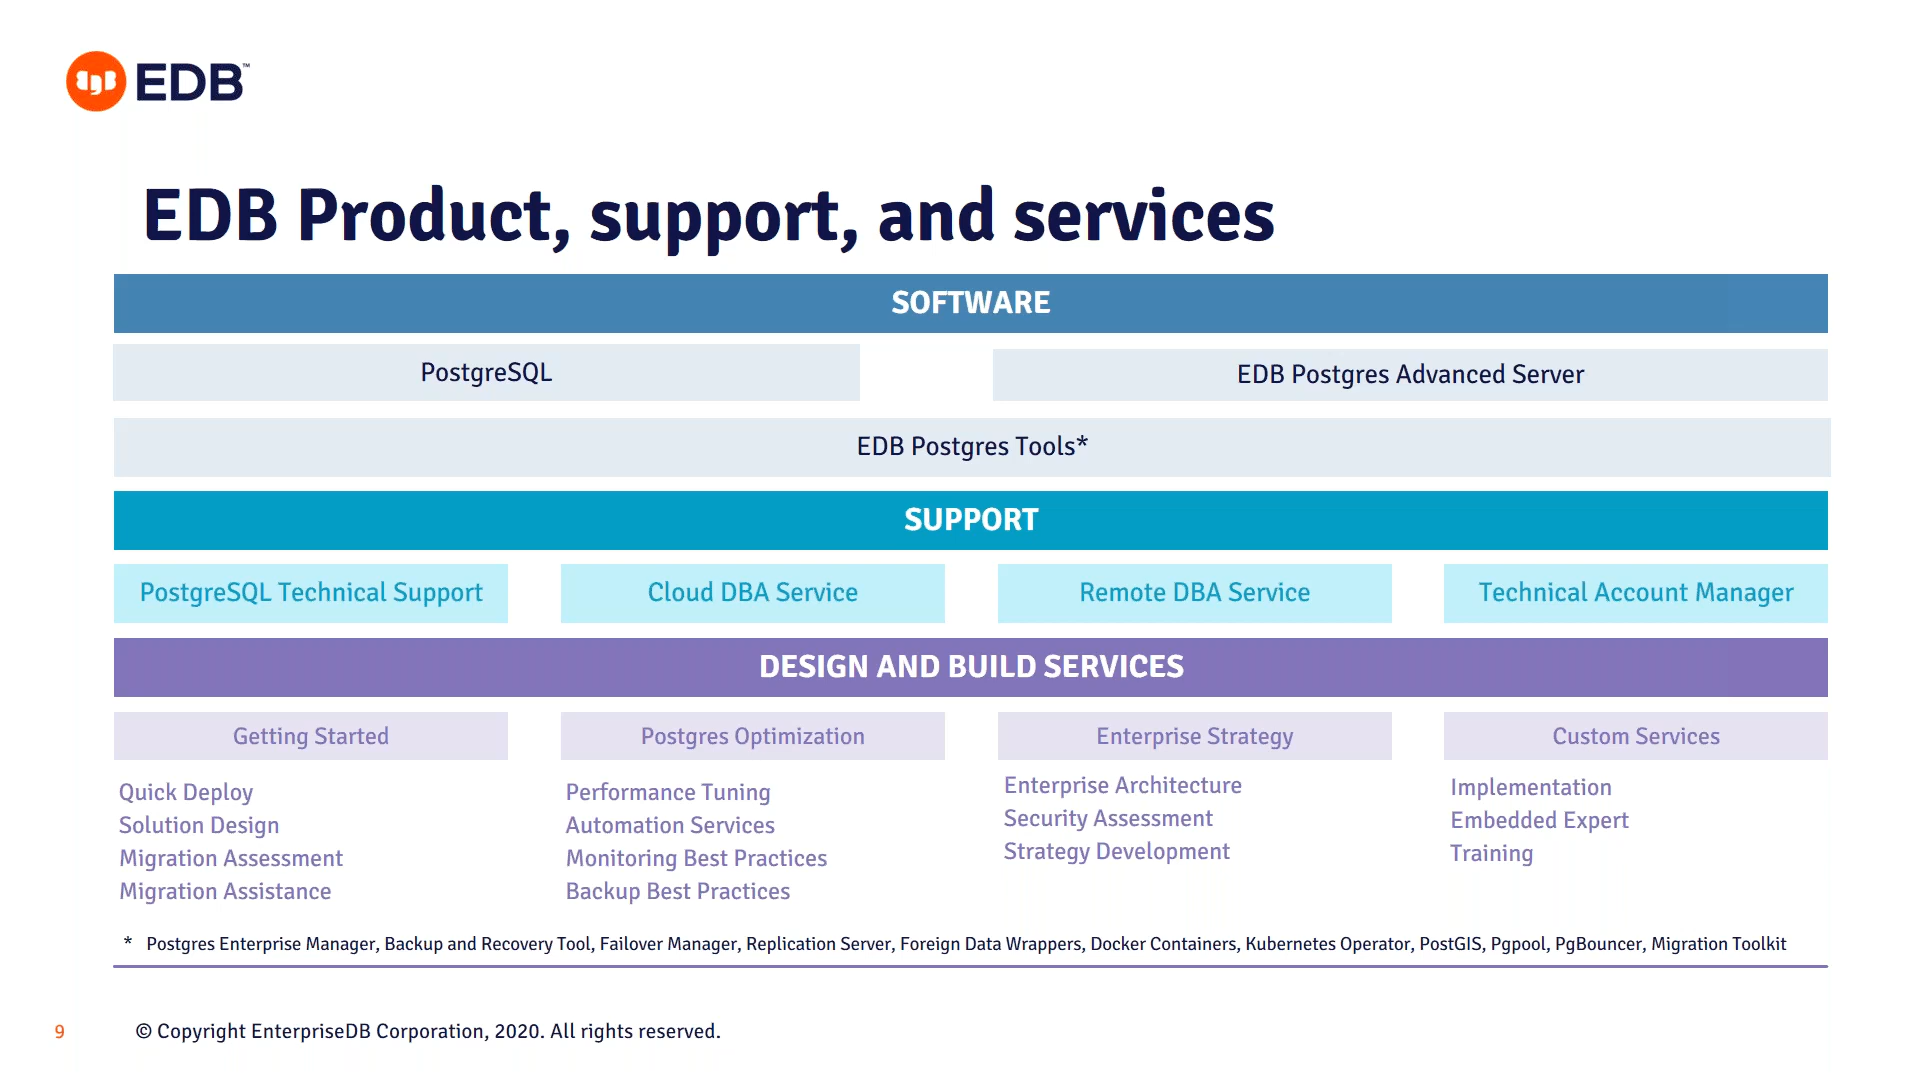 EDB™
EDB Product, support, and services
SOFTWARE
PostgreSQL
EDB Postgres Advanced Server
EDB Postgres Tools*
SUPPORT
PostgreSQL Technical Support
Cloud DBA Service
Remote DBA Service
Technical Account Manager
DESIGN AND BUILD SERVICES
Getting Started
Quick Deploy
Solution Design
Migration Assessment
Migration Assistance
Postgres Optimization
Performance Tuning
Automation Services
Monitoring Best Practices
Backup Best Practices
Enterprise Strategy
Enterprise Architecture
Security Assessment
Strategy Development
Custom Services
Implementation
Embedded Expert
Training
* Postgres Enterprise Manager, Backup and Recovery Tool, Failover Manager, Replication Server, Foreign Data Wrappers, Docker Containers, Kubernetes Operator, PostGIS, Pgpool, PgBouncer, Migration Toolkit
9
© Copyright EnterpriseDB Corporation, 2020. All rights reserved.